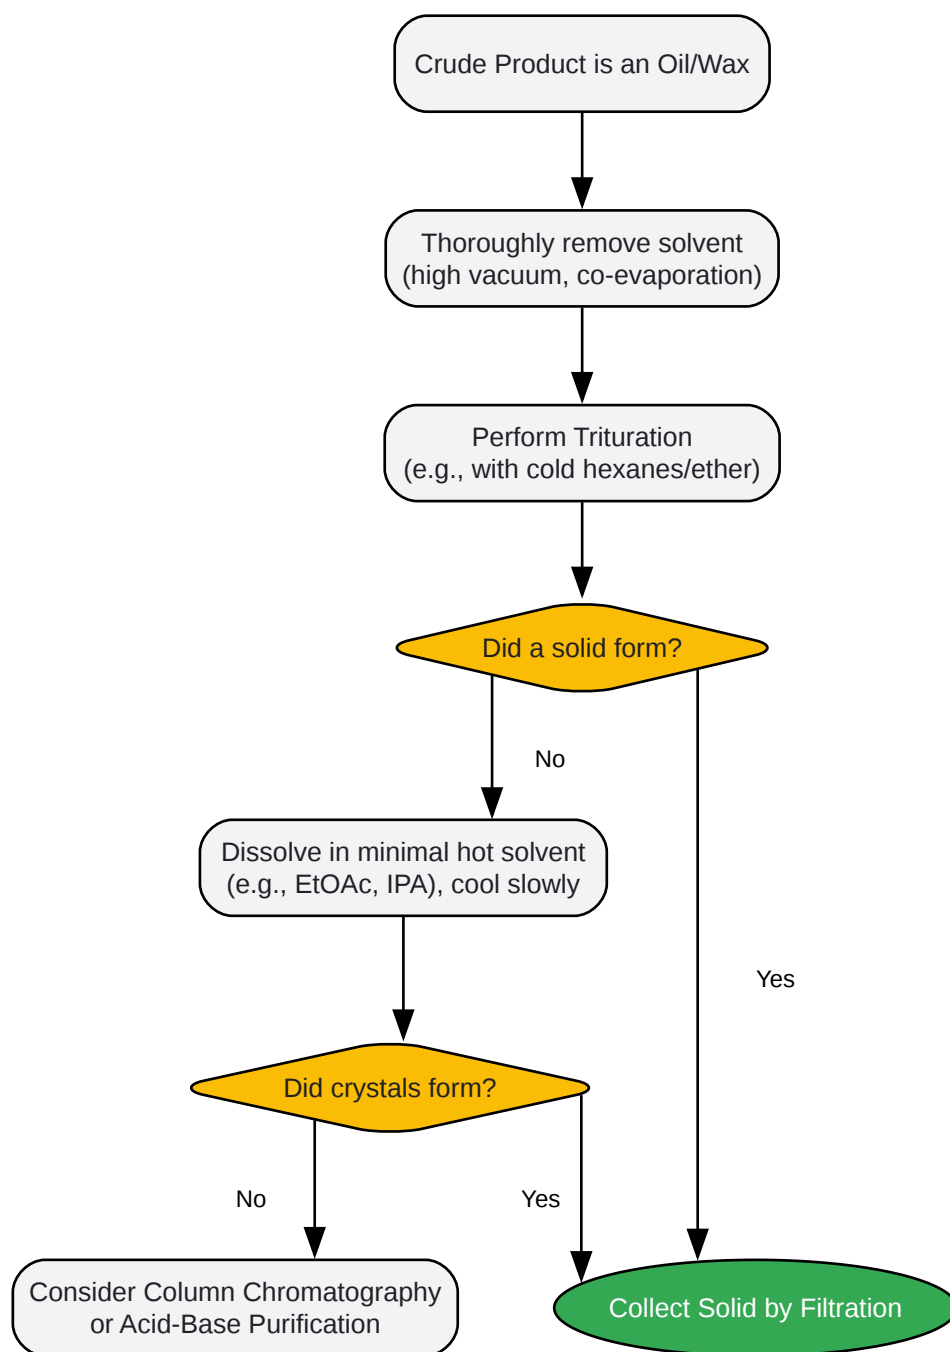 Crude Product is an Oil/Wax
Thoroughly remove solvent
(high vacuum, co-evaporation)
Perform Trituration
(e.g., with cold hexanes/ether)
Did a solid form?
No
Dissolve in minimal hot solvent
(e.g., EtOAc, IPA), cool slowly
Yes
Did crystals form?
No
Yes
Consider Column Chromatography
or Acid-Base Purification
Collect Solid by Filtration